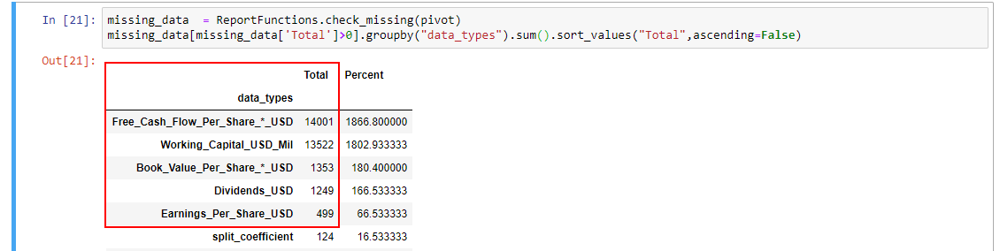 In [21]: missing_data  = ReportFunctions.check_missing(pivot)
missing_data[missing_data['Total']>0].groupby("data_types").sum().sort_values("Total",ascending=False)
Out[21]:
Total Percent
data_types
Free_Cash_Flow_Per_Share_*_USD 14001 1866.800000
Working_Capital_USD_Mil 13522 1802.933333
Book_Value_Per_Share_*_USD 1353 180.400000
Dividends_USD 1249 166.533333
Earnings_Per_Share_USD 499 66.533333
split_coefficient 124 16.533333